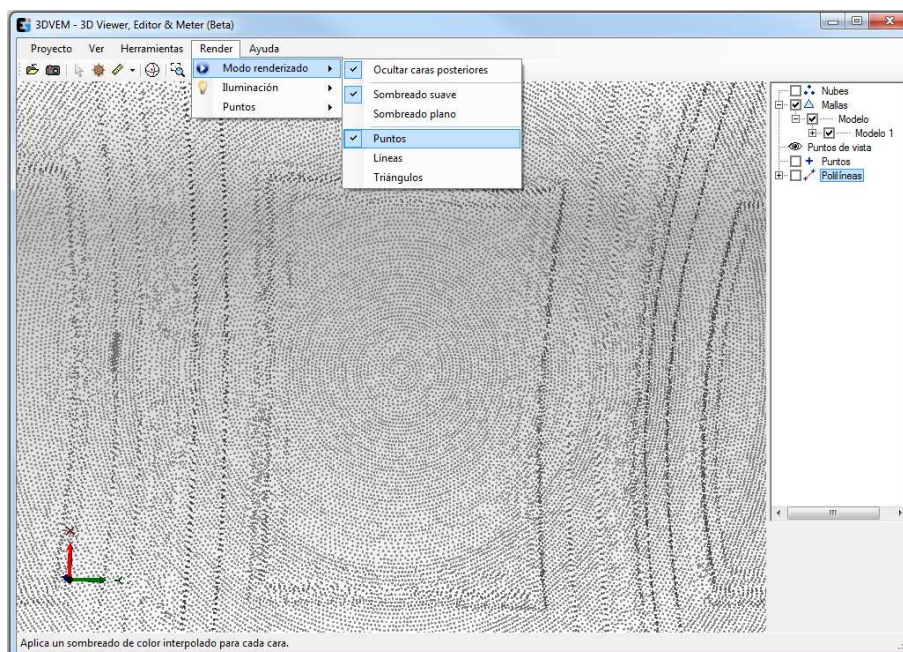 3DVEM - 3D Viewer, Editor & Meter (Beta)
Proyecto Ver Herramientas Render Ayuda
Modo renderizado
Iluminación
Puntos
Ocultar caras posteriores
Sombreado suave
Sombreado plano
Puntos
Líneas
Triángulos
Nubes
Mallas
Modelo
Modelo 1
Puntos de vista
Puntos
Polilíneas
X
Y
Aplica un sombreado de color interpolado para cada cara.